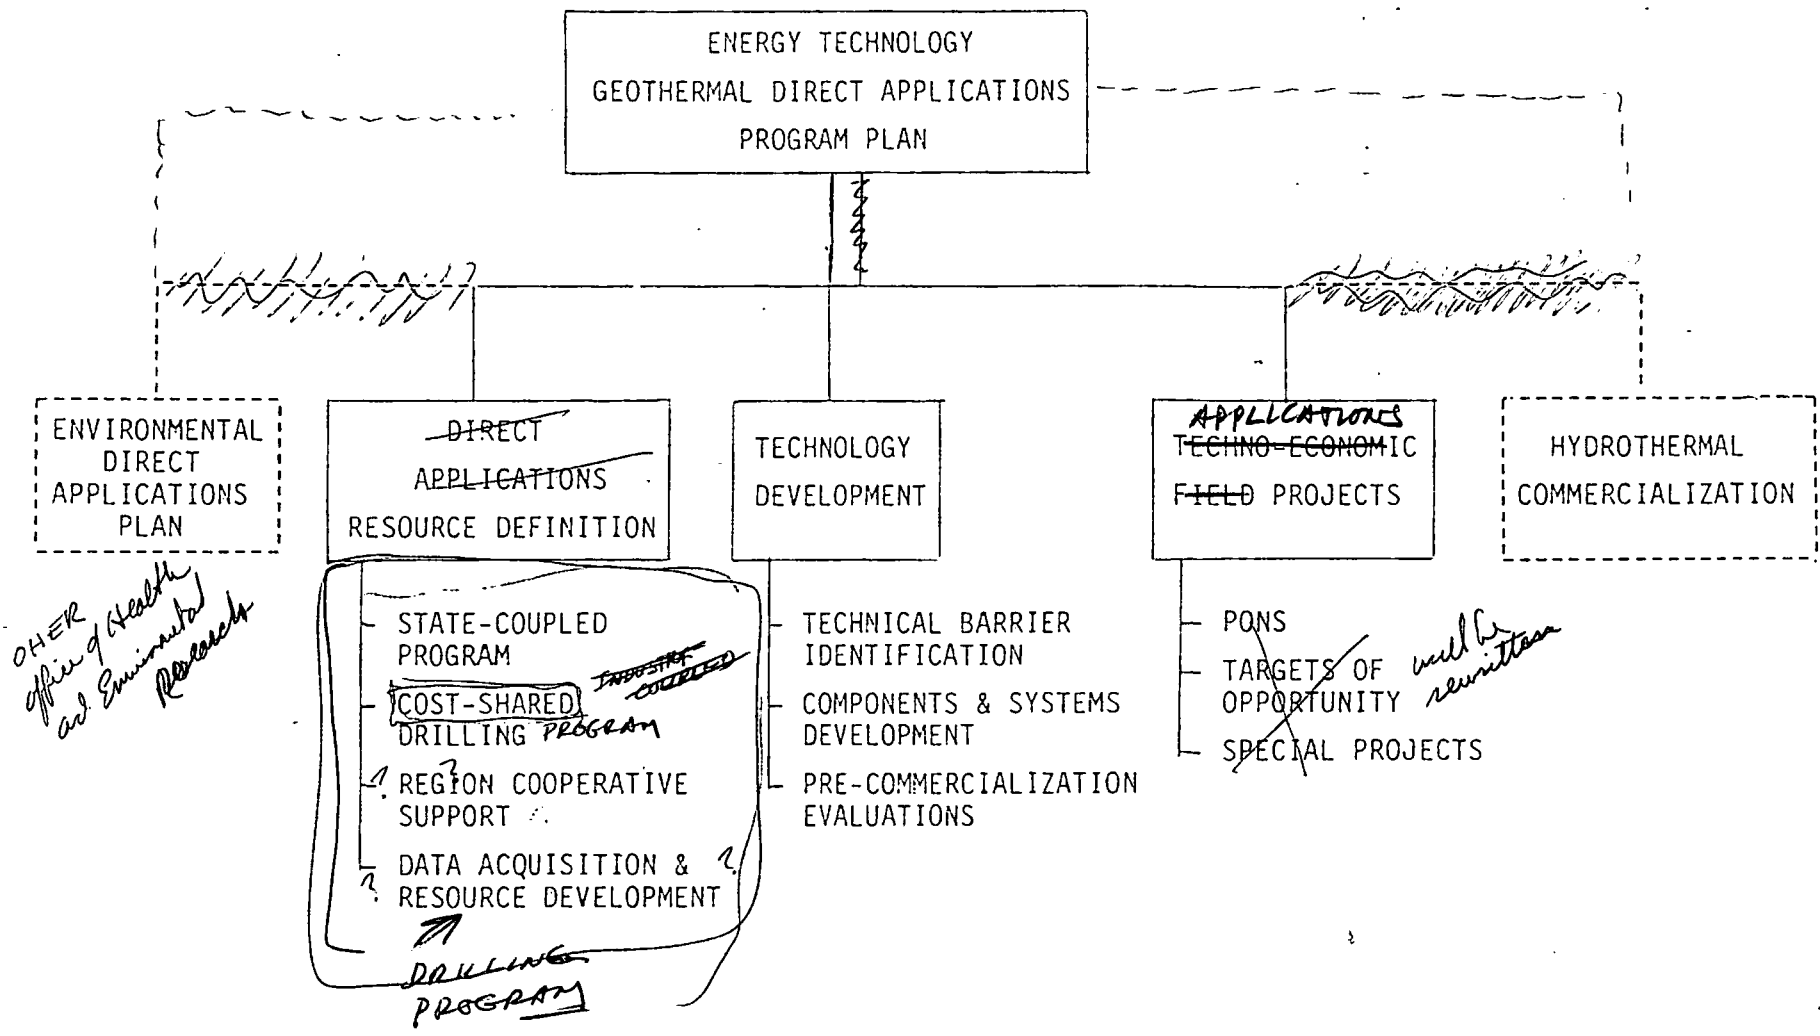 ENERGY TECHNOLOGY
GEOTHERMAL DIRECT APPLICATIONS
PROGRAM PLAN
ENVIRONMENTAL
DIRECT
APPLICATIONS
PLAN
OHER
Office of Health
and Environmental
Research
DIRECT
APPLICATIONS
RESOURCE DEFINITION
STATE-COUPLED
PROGRAM
INDUSTRY
COUPLED
COST-SHARED
DRILLING PROGRAM
? ?
REGION COOPERATIVE
SUPPORT
DATA ACQUISITION & ?
? RESOURCE DEVELOPMENT
DRILLING
PROGRAM
TECHNOLOGY
DEVELOPMENT
TECHNICAL BARRIER
IDENTIFICATION
COMPONENTS & SYSTEMS
DEVELOPMENT
PRE-COMMERCIALIZATION
EVALUATIONS
APPLICATIONS
TECHNO-ECONOMIC
FIELD PROJECTS
PONS
TARGETS OF
OPPORTUNITY
SPECIAL PROJECTS
will be
rewritten
HYDROTHERMAL
COMMERCIALIZATION